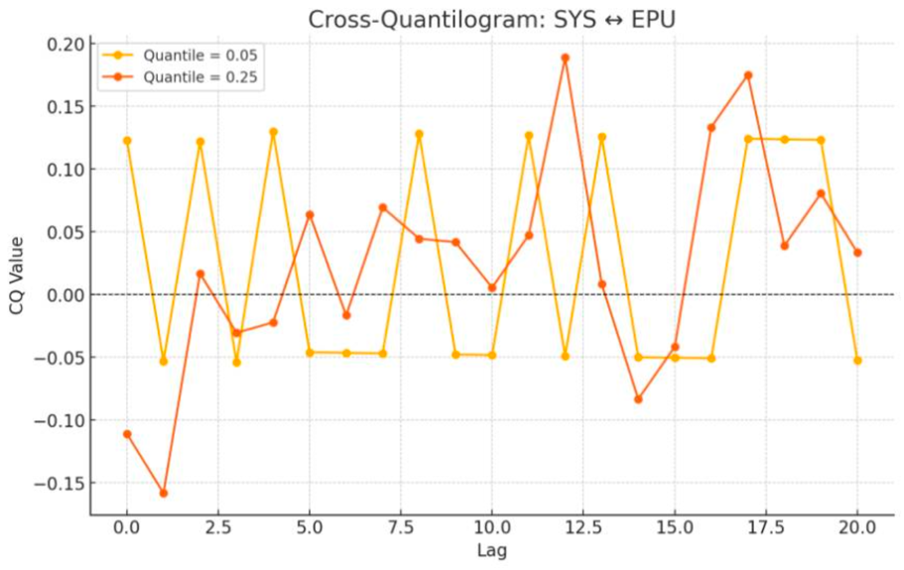 Cross-Quantilogram: SYS ↔ EPU
Quantile = 0.05
Quantile = 0.25
0.20
0.15
0.10
0.05
0.00
−0.05
−0.10
−0.15
CQ Value
0.0 2.5 5.0 7.5 10.0 12.5 15.0 17.5 20.0
Lag